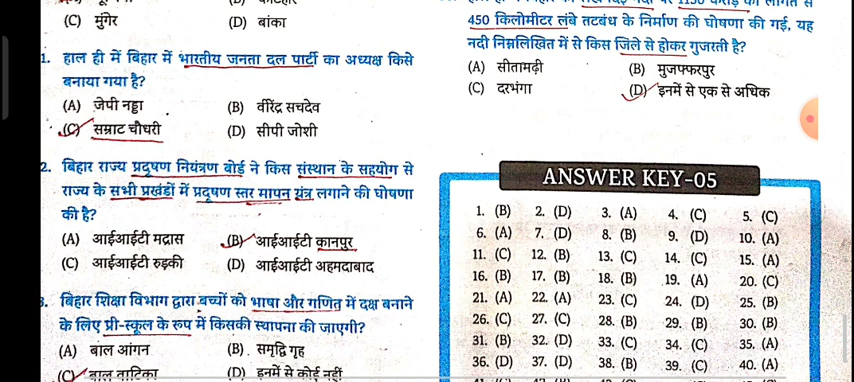 (C) मुंगेर
(D) बांका
1. हाल ही में बिहार में भारतीय जनता दल पार्टी का अध्यक्ष किसे
बनाया गया है?
(A) जेपी नड्डा
(B) वीरेंद्र सचदेव
(C) सम्राट चौधरी
(D) सीपी जोशी
2. बिहार राज्य प्रदूषण नियंत्रण बोर्ड ने किस संस्थान के सहयोग से
राज्य के सभी प्रखंडों में प्रदूषण स्तर मापन यंत्र लगाने की घोषणा
की है?
(A) आईआईटी मद्रास
(B) आईआईटी कानपुर
(C) आईआईटी रुड़की
(D) आईआईटी अहमदाबाद
3. बिहार शिक्षा विभाग द्वारा बच्चों को भाषा और गणित में दक्ष बनाने
के लिए प्री-स्कूल के रूप में किसकी स्थापना की जाएगी?
(A) बाल आंगन
(B) समृद्धि गृह
(C) बाल वाटिका
(D) इनमें से कोई नहीं
450 किलोमीटर लंबे तटबंध के निर्माण की घोषणा की गई, यह
नदी निम्नलिखित में से किस जिले से होकर गुजरती है?
(A) सीतामढ़ी
(B) मुजफ्फरपुर
(C) दरभंगा
(D) इनमें से एक से अधिक
ANSWER KEY-05
1. (B) 2. (D) 3. (A) 4. (C) 5. (C)
6. (A) 7. (D) 8. (B) 9. (D) 10. (A)
11. (C) 12. (B) 13. (C) 14. (C) 15. (A)
16. (B) 17. (B) 18. (B) 19. (A) 20. (C)
21. (A) 22. (A) 23. (C) 24. (D) 25. (B)
26. (C) 27. (C) 28. (B) 29. (B) 30. (B)
31. (B) 32. (D) 33. (C) 34. (C) 35. (A)
36. (D) 37. (D) 38. (B) 39. (C) 40. (A)